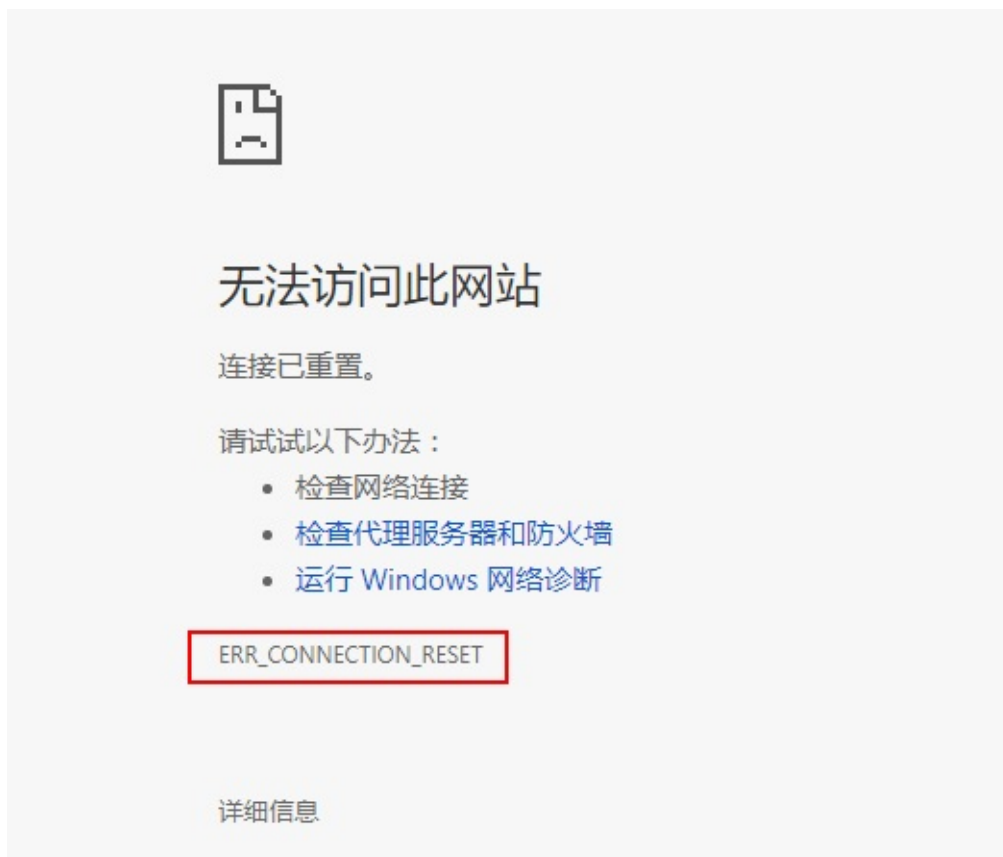 无法访问此网站
连接已重置。
请试试以下办法：
检查网络连接
检查代理服务器和防火墙
运行 Windows 网络诊断
ERR_CONNECTION_RESET
详细信息